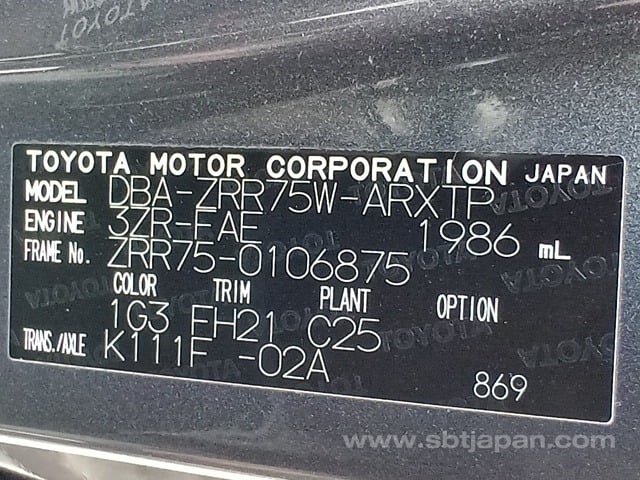 TOYOTA MOTOR CORPORATION JAPAN
MODEL DBA-ZRR75W-ARXTP
ENGINE 3ZR-FAE 1986 mL
FRAME No. ZRR75-0106875
COLOR TRIM PLANT OPTION
1G3 FH21 C25
TRANS./AXLE K111F -02A
869
www.sbtjapan.com